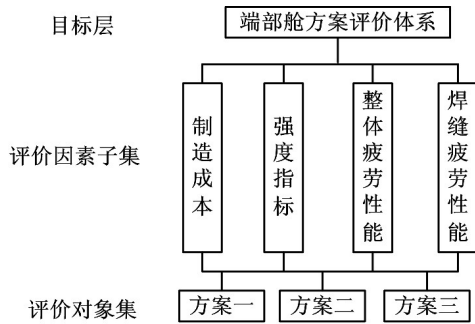 目标层
端部舱方案评价体系
评价因素子集
制造成本
强度指标
整体疲劳性能
焊缝疲劳性能
评价对象集
方案一
方案二
方案三